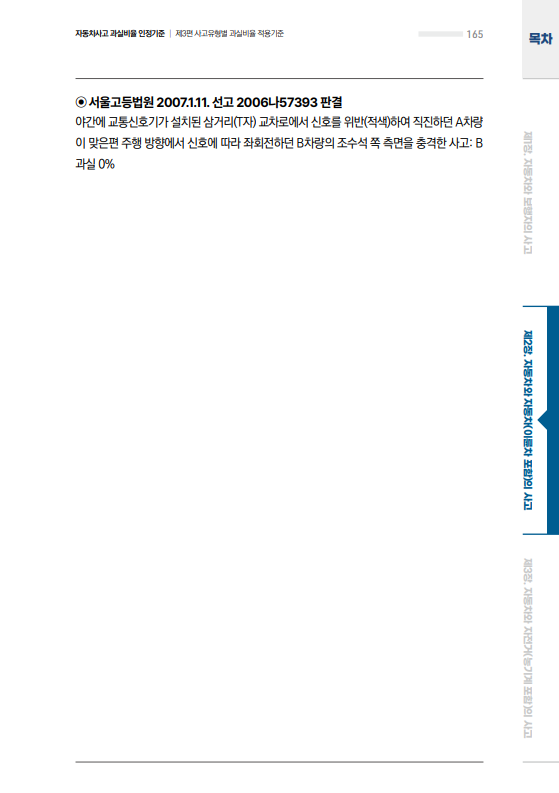 자동차사고 과실비율 인정기준 | 제3편 사고유형별 과실비율 적용기준
165
목차
◉ 서울고등법원 2007.1.11. 선고 2006나57393 판결
야간에 교통신호기가 설치된 삼거리(T자) 교차로에서 신호를 위반(적색)하여 직진하던 A차량
이 맞은편 주행 방향에서 신호에 따라 좌회전하던 B차량의 조수석 쪽 측면을 충격한 사고: B
과실 0%
제1장. 자동차와 보행자의 사고
제2장. 자동차와 자동차(이륜차 포함)의 사고
제3장. 자동차와 자전거(농기계 포함)의 사고